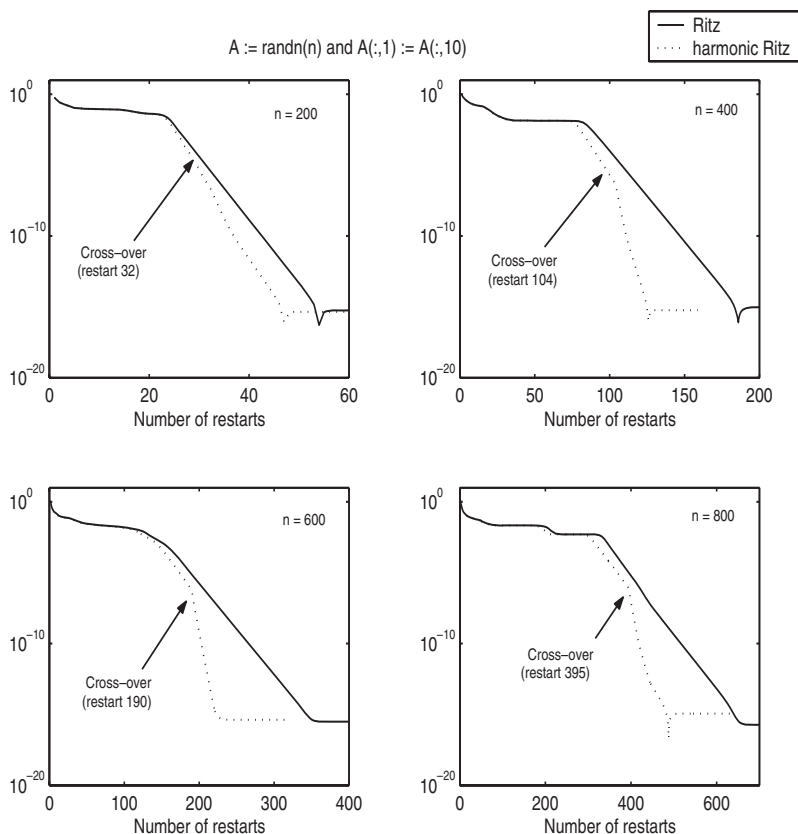 Ritz
harmonic Ritz
A := randn(n) and A(:,1) := A(:,10)
10^0
10^−10
10^−20
n = 200
Cross–over
(restart 32)
0 20 40 60
Number of restarts
10^0
10^−10
10^−20
n = 400
Cross–over
(restart 104)
0 50 100 150 200
Number of restarts
10^0
10^−10
10^−20
n = 600
Cross–over
(restart 190)
0 100 200 300 400
Number of restarts
10^0
10^−10
10^−20
n = 800
Cross–over
(restart 395)
0 200 400 600
Number of restarts